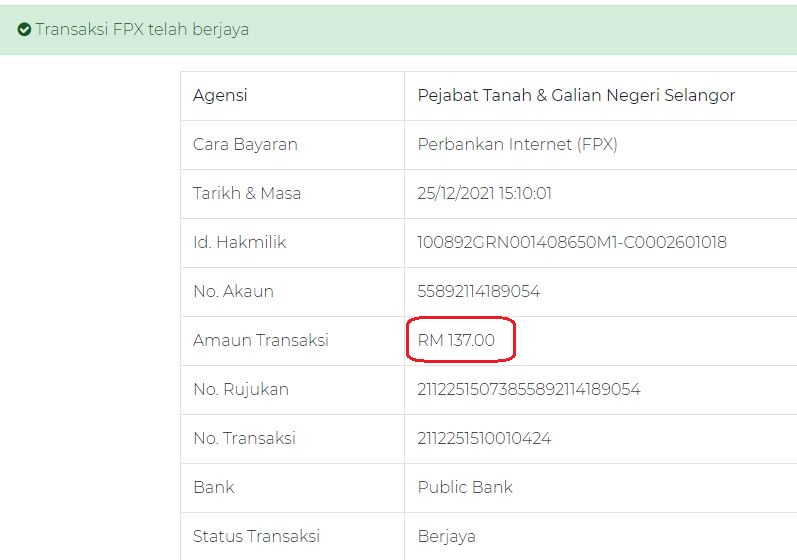 Transaksi FPX telah berjaya
Agensi Pejabat Tanah & Galian Negeri Selangor
Cara Bayaran Perbankan Internet (FPX)
Tarikh & Masa 25/12/2021 15:10:01
Id. Hakmilik 100892GRN001408650M1-C0002601018
No. Akaun 55892114189054
Amaun Transaksi RM 137.00
No. Rujukan 21122515073855892114189054
No. Transaksi 2112251510010424
Bank Public Bank
Status Transaksi Berjaya